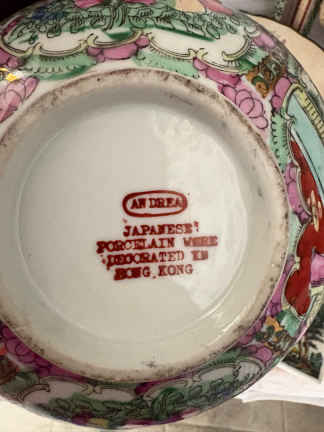 ANDREA
JAPANESE
PORCELAIN WERE
DECORATED IN
HONG KONG